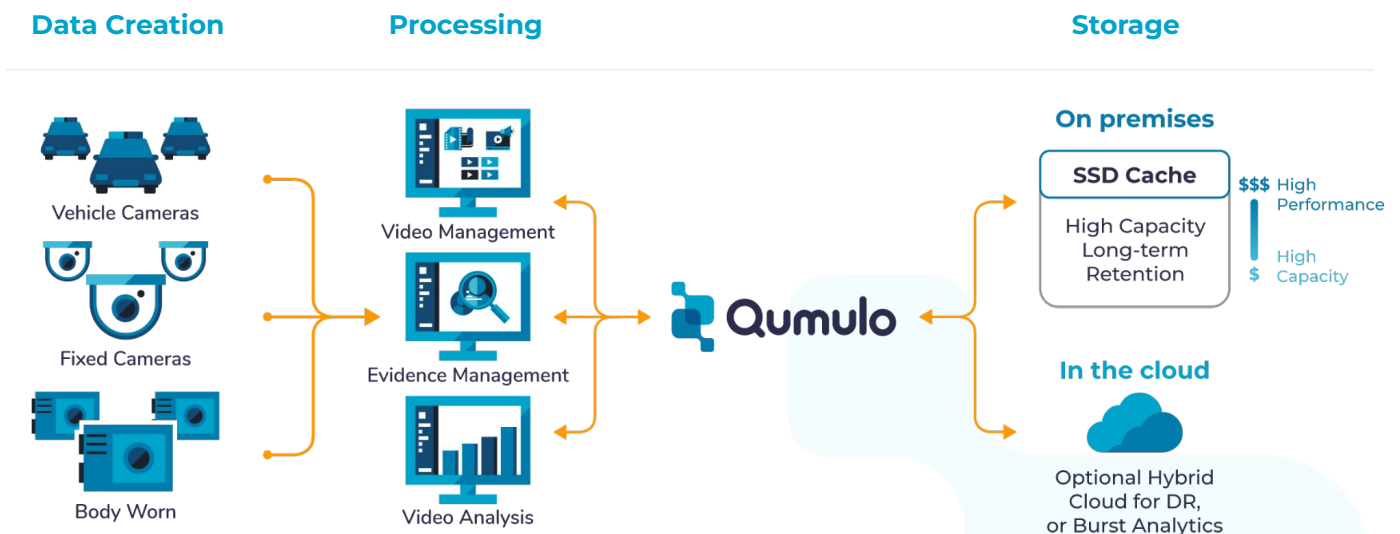 Data Creation
Processing
Storage
Vehicle Cameras
Fixed Cameras
Body Worn
Video Management
Evidence Management
Video Analysis
Qumulo
On premises
SSD Cache
High Capacity
Long-term
Retention
$$$ High
Performance
High
$ Capacity
In the cloud
Optional Hybrid
Cloud for DR,
or Burst Analytics